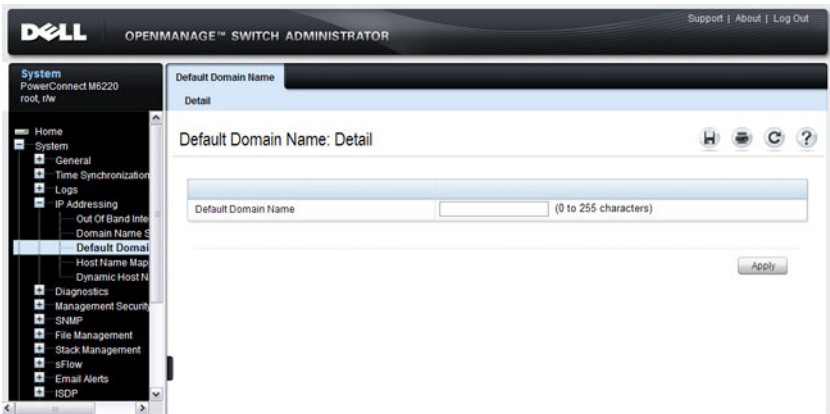 Support | About | Log Out
DELL
OPENMANAGE™ SWITCH ADMINISTRATOR
System
PowerConnect M6220
root, r/w
Home
System
General
Time Synchronization
Logs
IP Addressing
Out Of Band Inte
Domain Name S
Default Domai
Host Name Map
Dynamic Host N
Diagnostics
Management Security
SNMP
File Management
Stack Management
sFlow
Email Alerts
ISDP
Default Domain Name
Detail
Default Domain Name: Detail
Default Domain Name (0 to 255 characters)
Apply